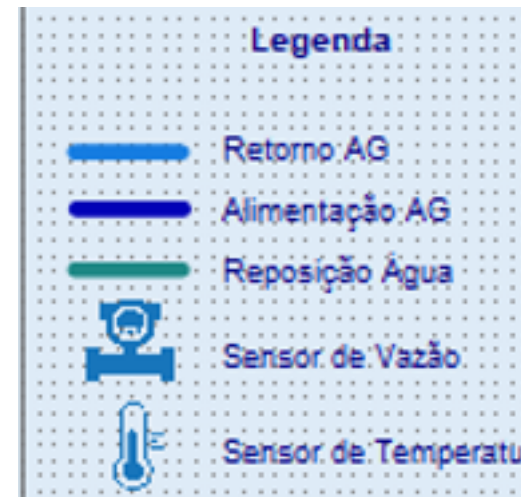 Legenda
Retorno AG
Alimentação AG
Reposição Água
Sensor de Vazão
Sensor de Temperatu